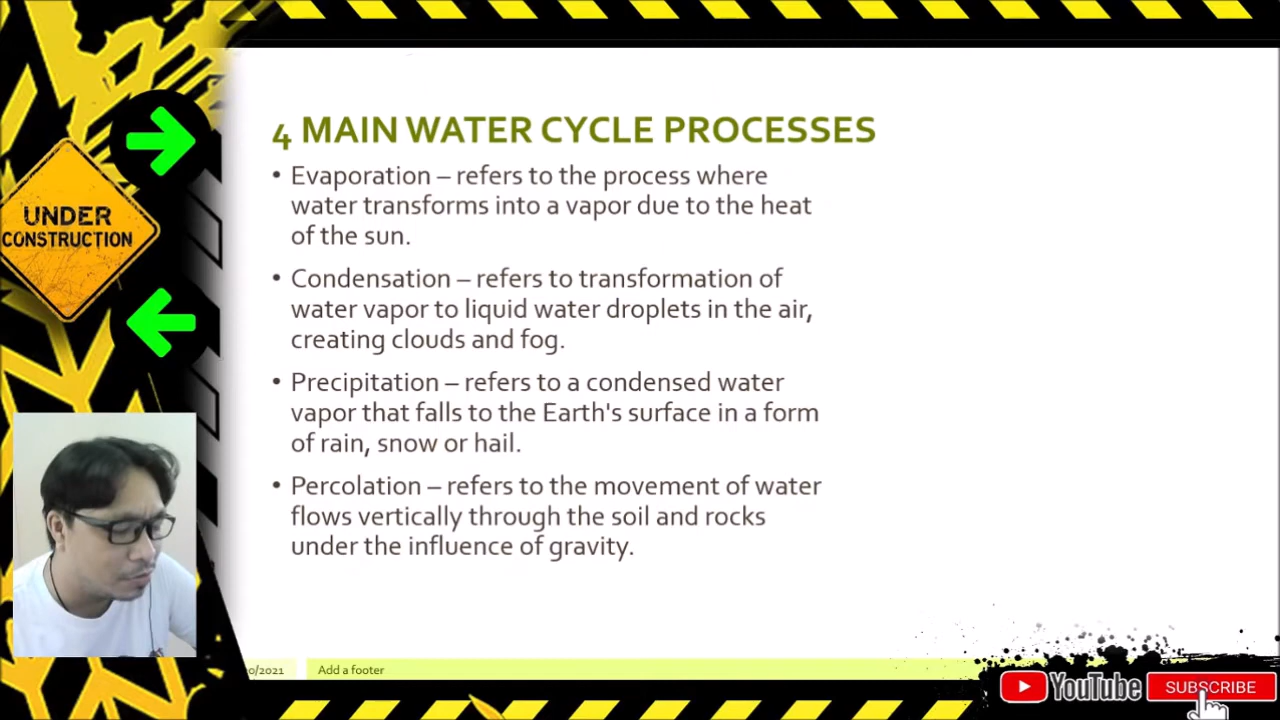 4 MAIN WATER CYCLE PROCESSES
• Evaporation – refers to the process where
water transforms into a vapor due to the heat
of the sun.
• Condensation – refers to transformation of
water vapor to liquid water droplets in the air,
creating clouds and fog.
• Precipitation – refers to a condensed water
vapor that falls to the Earth's surface in a form
of rain, snow or hail.
• Percolation – refers to the movement of water
flows vertically through the soil and rocks
under the influence of gravity.
UNDER
CONSTRUCTION
0/2021
Add a footer
YouTube
SUBSCRIBE